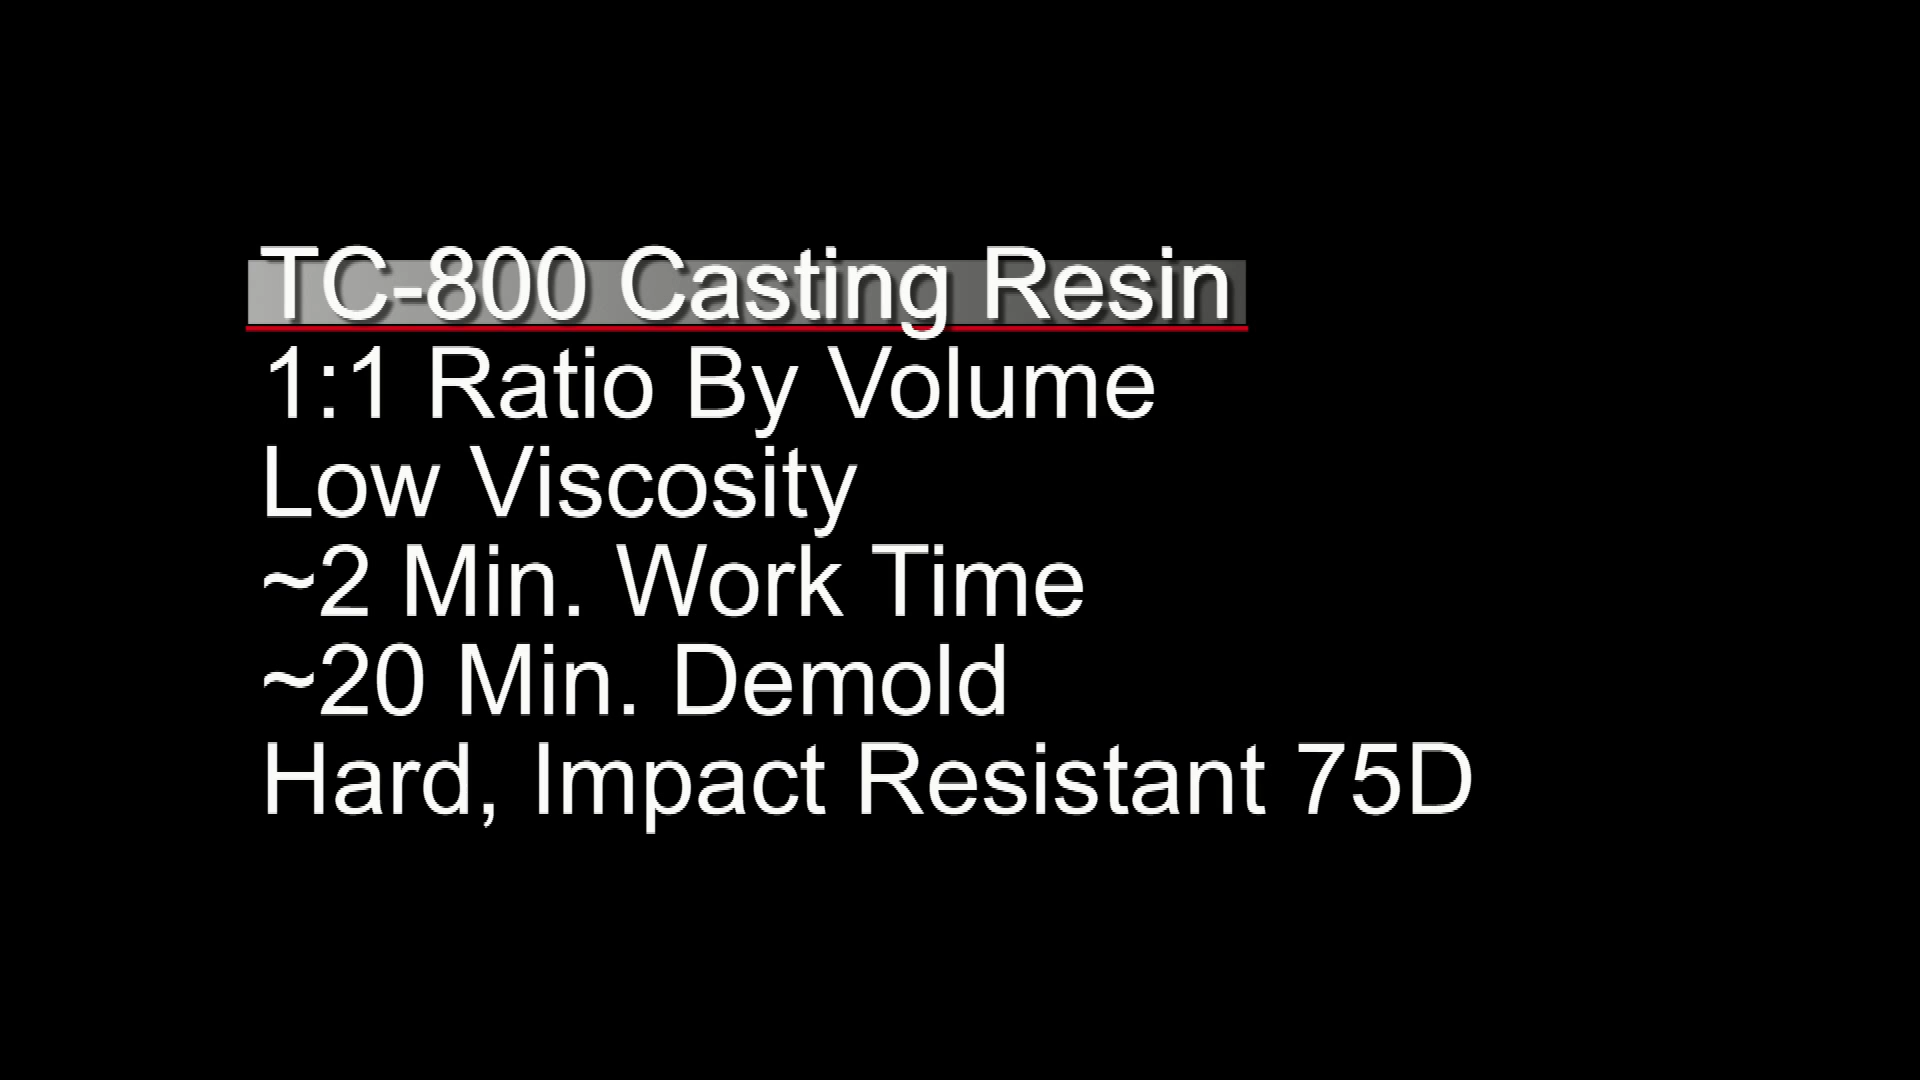 TC-800 Casting Resin
1:1 Ratio By Volume
Low Viscosity
~2 Min. Work Time
~20 Min. Demold
Hard, Impact Resistant 75D